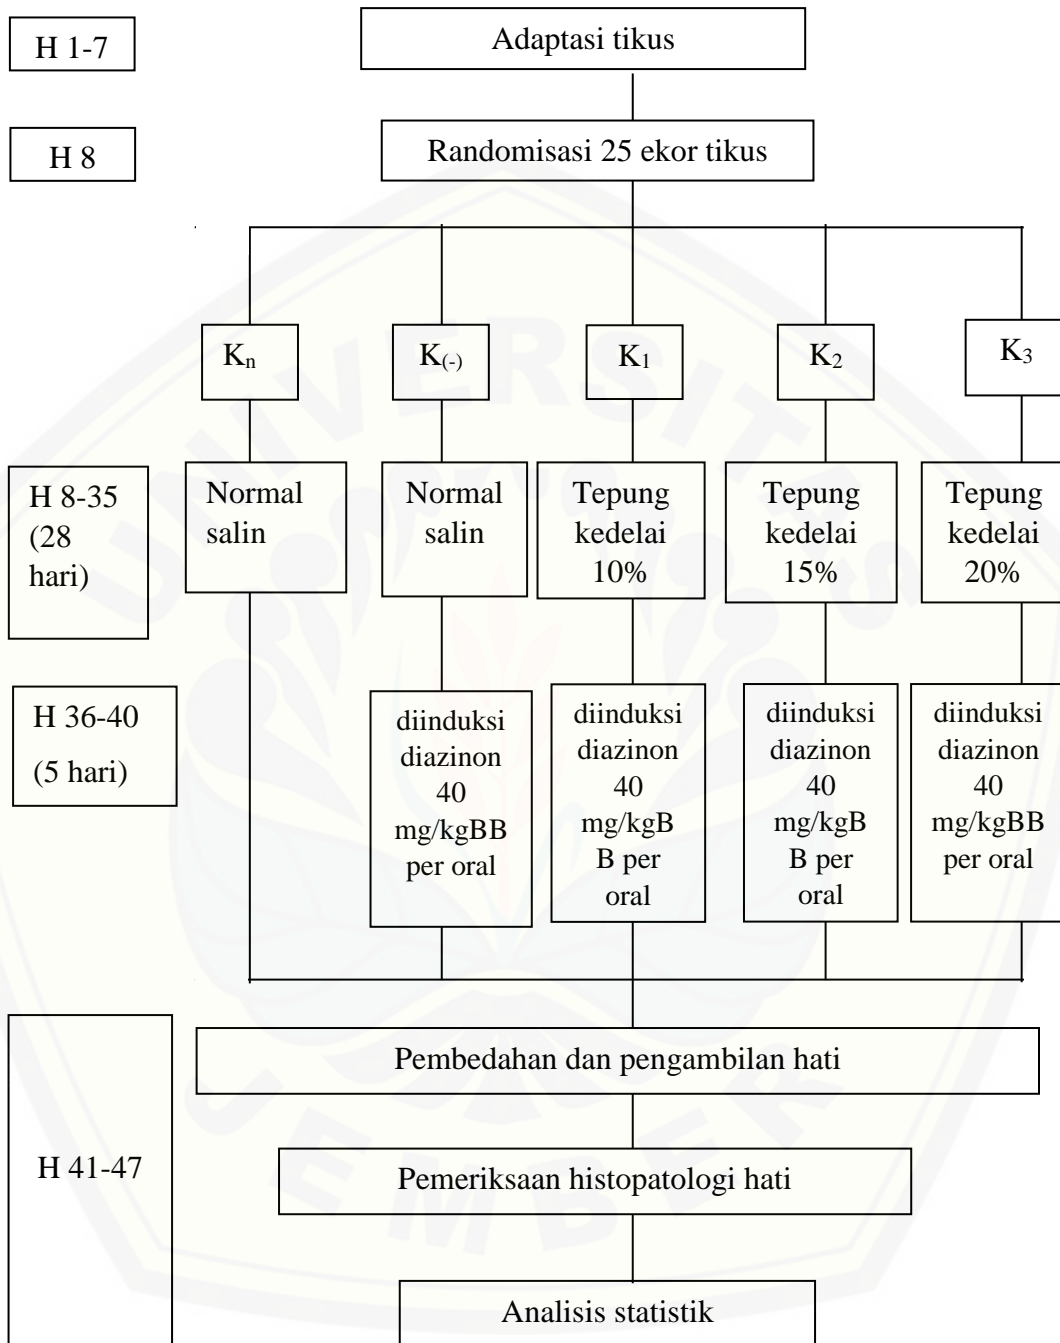 H 1-7
Adaptasi tikus
H 8
Randomisasi 25 ekor tikus
Kn
K(-)
K1
K2
K3
H 8-35
(28
hari)
Normal
salin
Normal
salin
Tepung
kedelai
10%
Tepung
kedelai
15%
Tepung
kedelai
20%
H 36-40
(5 hari)
diinduksi
diazinon
40
mg/kgBB
per oral
diinduksi
diazinon
40
mg/kgB
B per
oral
diinduksi
diazinon
40
mg/kgB
B per
oral
diinduksi
diazinon
40
mg/kgBB
per oral
H 41-47
Pembedahan dan pengambilan hati
Pemeriksaan histopatologi hati
Analisis statistik
UNIVERSITAS
JEMBER